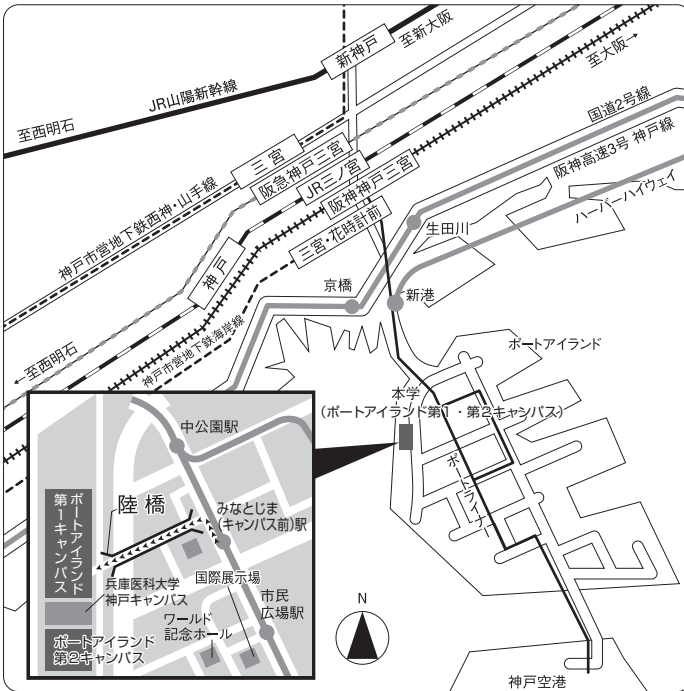 新神戸
至新大阪
JR山陽新幹線
至西明石
至大阪→
国道2号線
阪神高速3号 神戸線
ハーバーハイウェイ
三宮
阪急神戸三宮
JR三ノ宮
阪神神戸三宮
三宮・花時計前
神戸市営地下鉄西神・山手線
神戸
生田川
京橋
新港
←至西明石
神戸市営地下鉄海岸線
ポートアイランド
本学
(ポートアイランド第1・第2キャンパス)
ポートライナー
中公園駅
陸橋
みなとじま
(キャンパス前)駅
ポートアイランド
第1キャンパス
兵庫医科大学
神戸キャンパス
国際展示場
市民
広場駅
ワールド
記念ホール
ポートアイランド
第2キャンパス
N
神戸空港